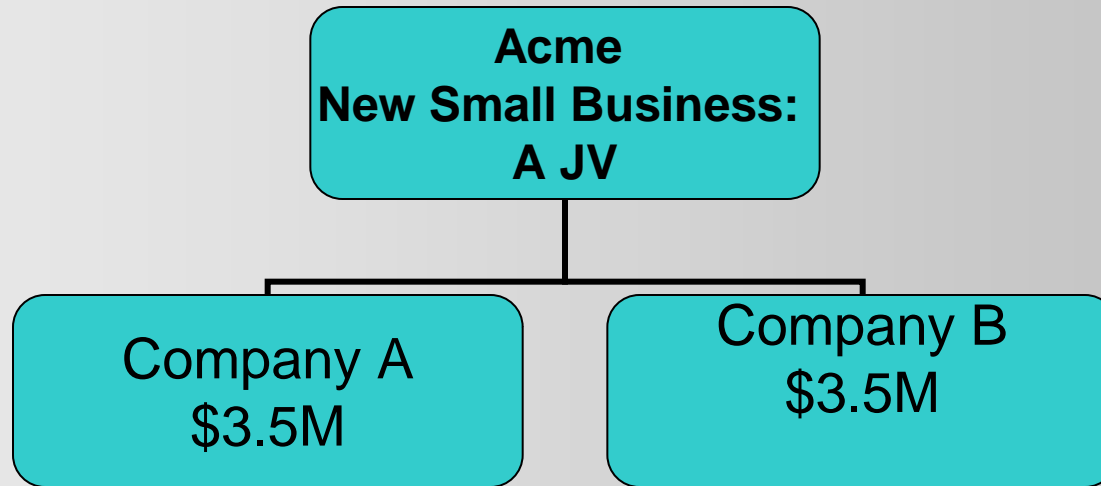 Acme
New Small Business:
A JV
Company A
$3.5M
Company B
$3.5M